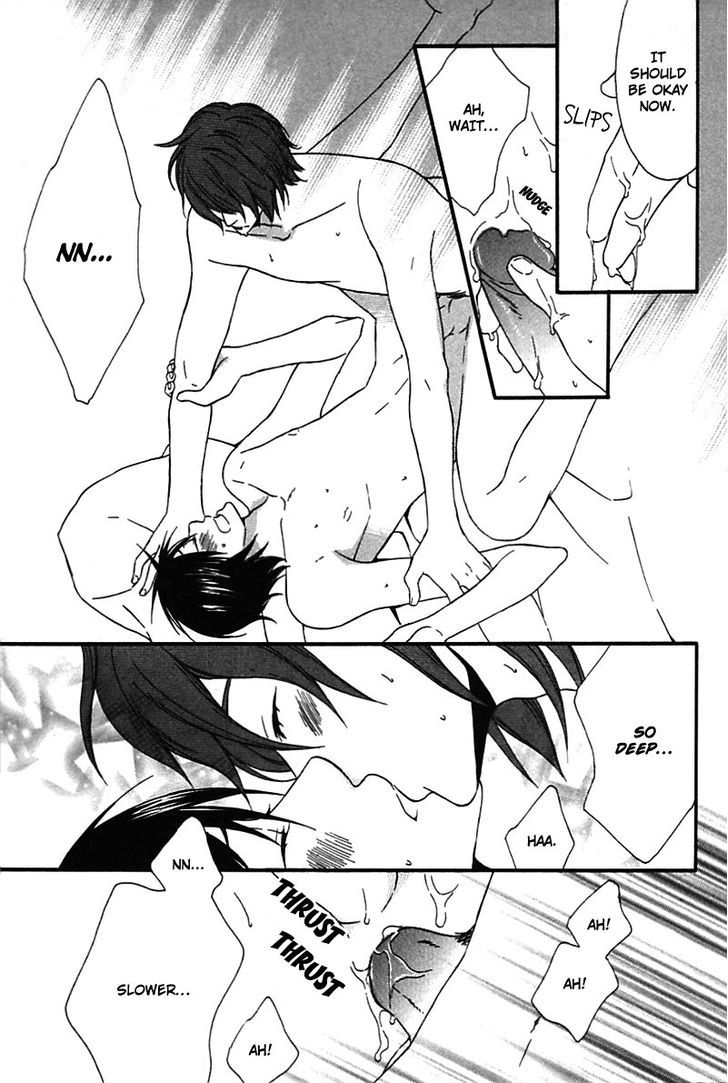 IT
SHOULD
BE OKAY
NOW.
SLIPS
AH,
WAIT...
NUDGE
NN...
SO
DEEP...
HAA.
NN...
THRUST
THRUST
SLOWER...
AH!
AH!
AH!